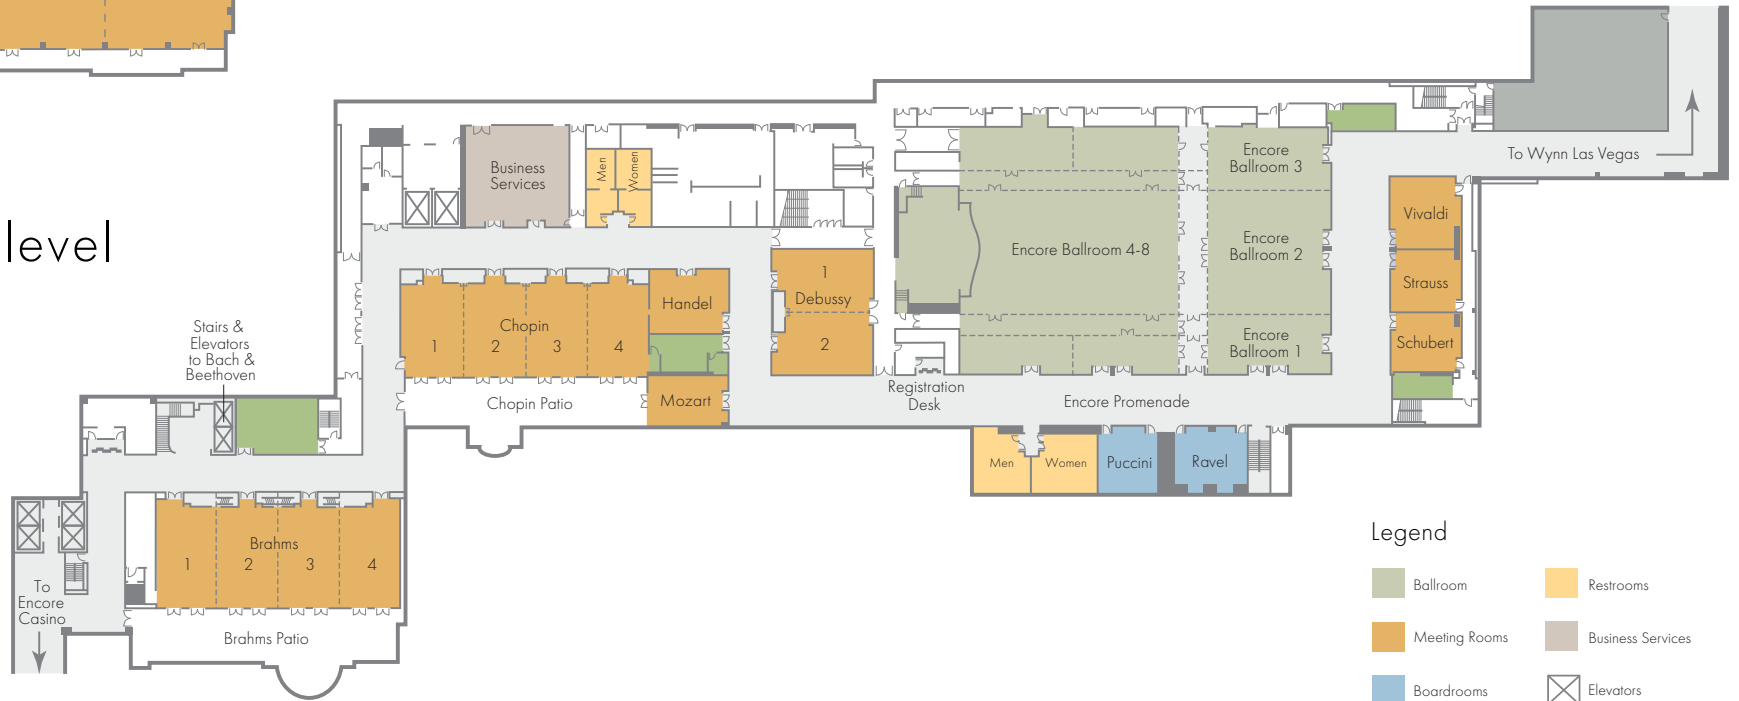 level
Stairs &
Elevators
to Bach &
Beethoven
Business
Services
Men
Women
Chopin
1
2
3
4
Handel
Mozart
Chopin Patio
1
Debussy
2
Registration
Desk
Encore Ballroom 4-8
Encore
Ballroom 3
Encore
Ballroom 2
Encore
Ballroom 1
Encore Promenade
To Wynn Las Vegas
Vivaldi
Strauss
Schubert
Men
Women
Puccini
Ravel
Brahms
1
2
3
4
Brahms Patio
To
Encore
Casino
Legend
Ballroom
Restrooms
Meeting Rooms
Business Services
Boardrooms
Elevators